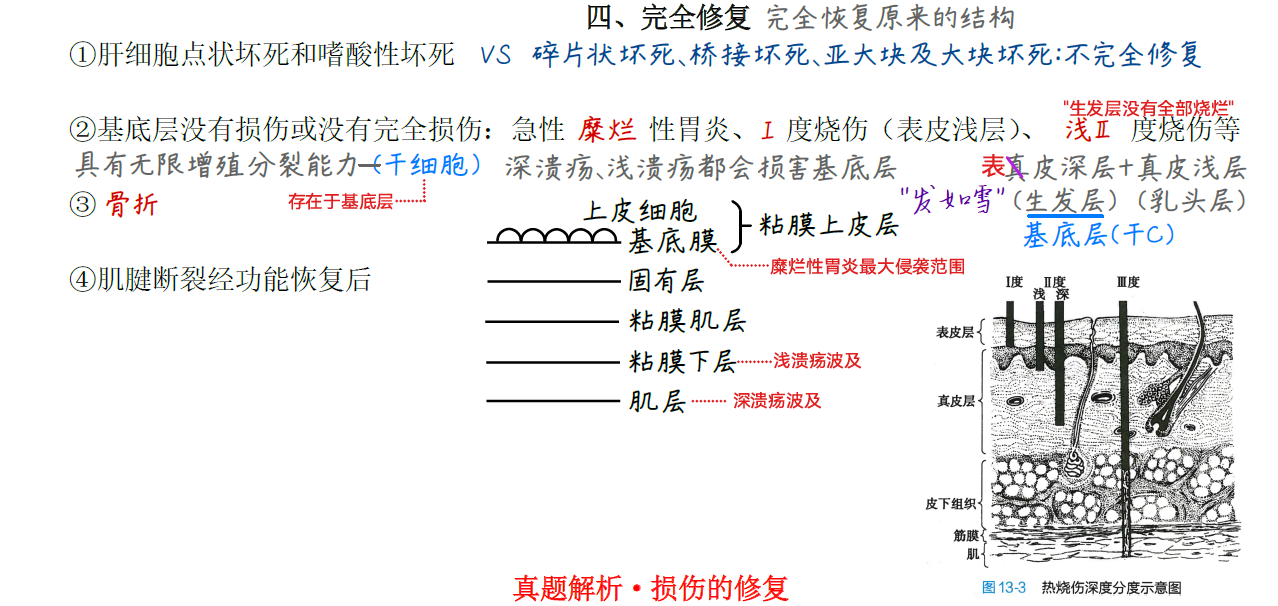 四、完全修复 完全恢复原来的结构
①肝细胞点状坏死和嗜酸性坏死 VS 碎片状坏死、桥接坏死、亚大块及大块坏死:不完全修复
"生发层没有全部烧烂"
②基底层没有损伤或没有完全损伤：急性 糜烂 性胆炎、I 度烧伤（表皮浅层）、 浅Ⅱ 度烧伤等
具有无限增殖分裂能力—(干细胞) 深溃疡、浅溃疡都会损害基底层 表真皮深层+真皮浅层
③ 骨折 存在于基底层 "发如雪" (生发层) (乳头层)
基底层(干C)
上皮细胞
基底膜
粘膜上皮层
糜烂性胃炎最大侵袭范围
④肌腱断裂经功能恢复后
固有层
粘膜肌层
粘膜下层 浅溃疡波及
肌层 深溃疡波及
Ⅰ度 Ⅱ度 Ⅲ度
浅 深
表皮层
真皮层
皮下组织
筋膜
肌
图13-3 热烧伤深度分度示意图
真题解析·损伤的修复